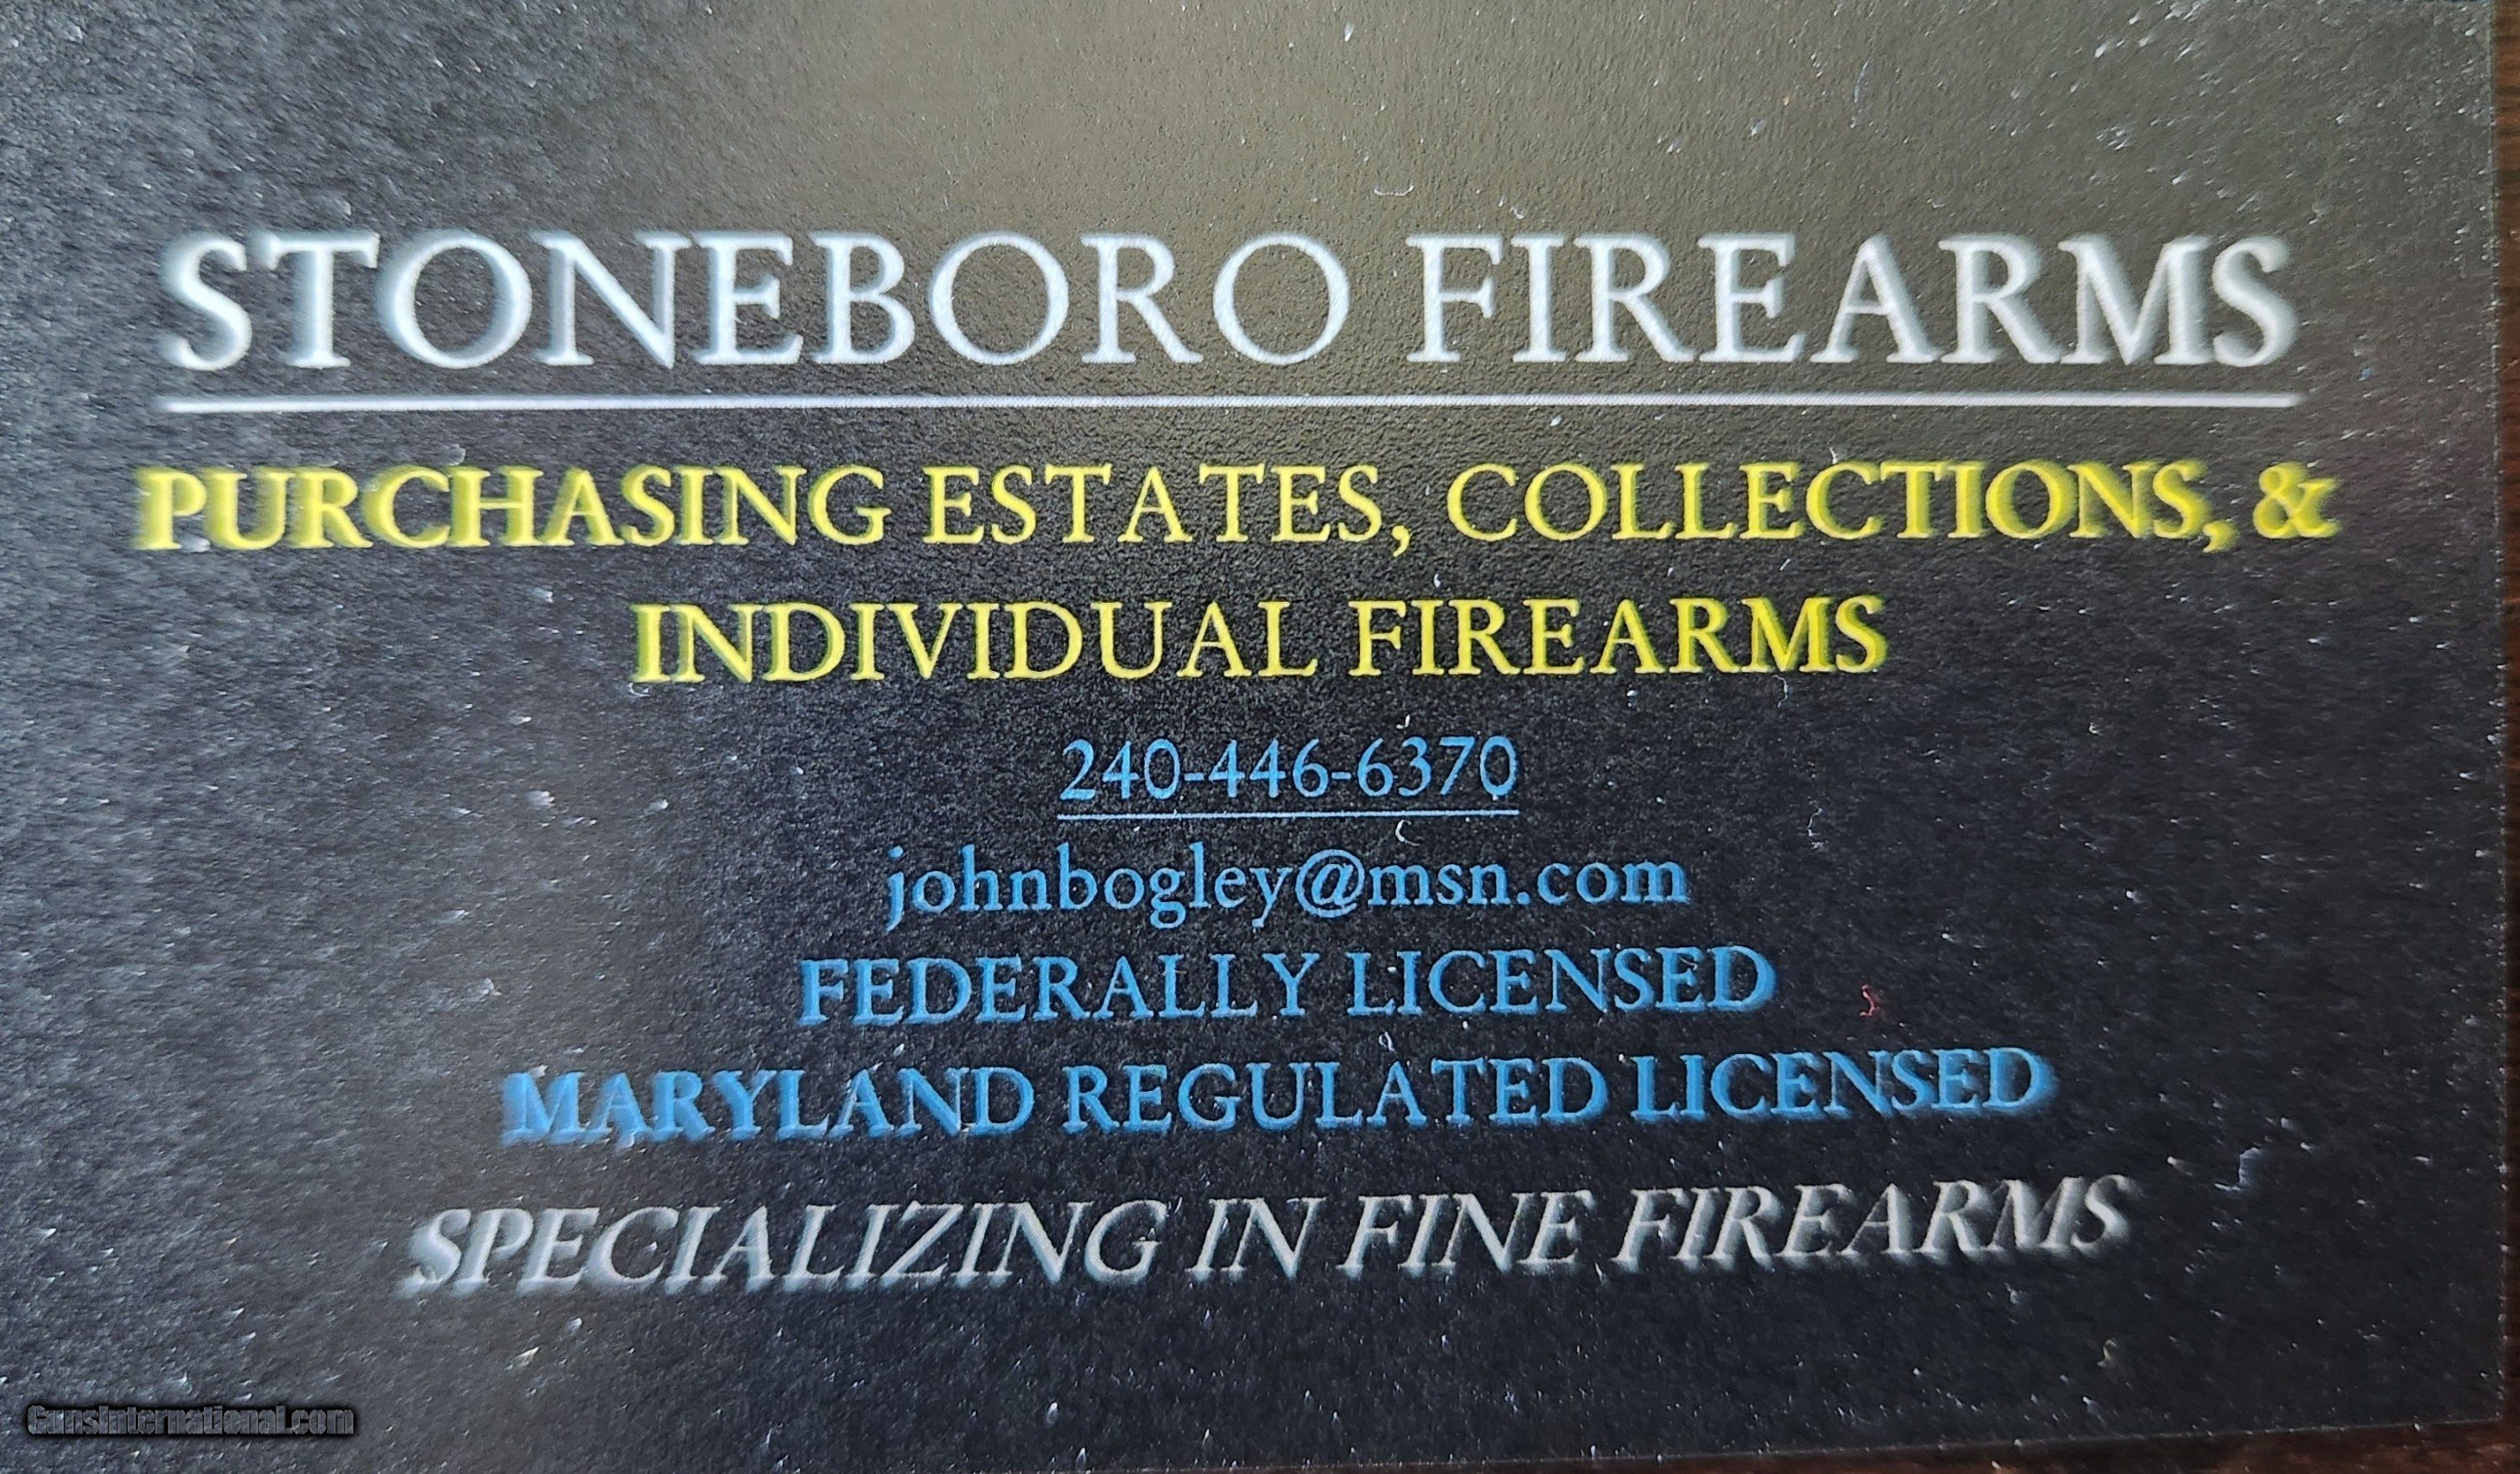 STONEBORO FIREARMS
PURCHASING ESTATES, COLLECTIONS, &
INDIVIDUAL FIREARMS
240-446-6370
johnbogley@msn.com
FEDERALLY LICENSED
MARYLAND REGULATED LICENSED
SPECIALIZING IN FINE FIREARMS
GunsInternational.com